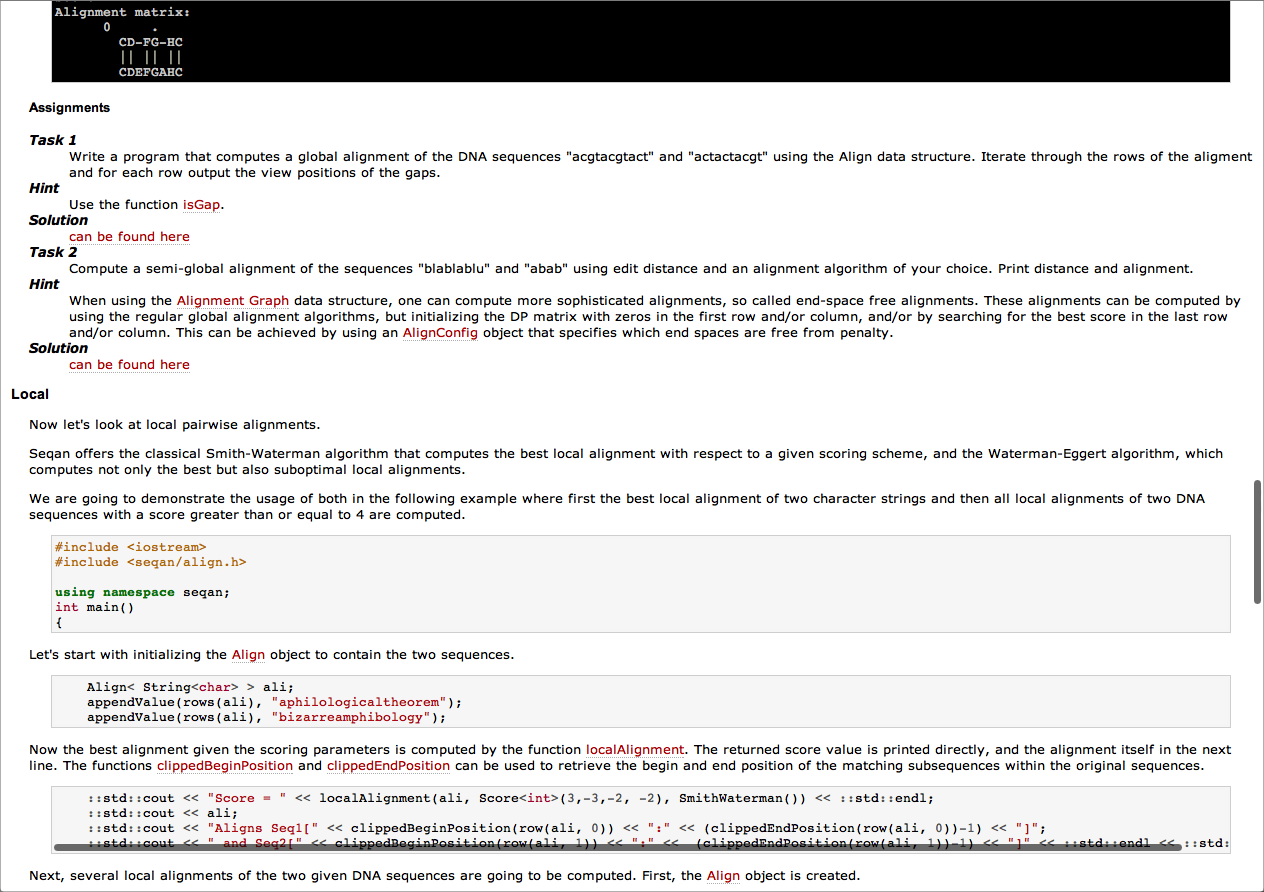 Alignment matrix:
      0     .
        CD-FG-HC
        || || ||
        CDEFGAHC
Assignments
Task 1
Write a program that computes a global alignment of the DNA sequences "acgtacgtact" and "actactacgt" using the Align data structure. Iterate through the rows of the aligment
and for each row output the view positions of the gaps.
Hint
Use the function isGap.
Solution
can be found here
Task 2
Compute a semi-global alignment of the sequences "blablablu" and "abab" using edit distance and an alignment algorithm of your choice. Print distance and alignment.
Hint
When using the Alignment Graph data structure, one can compute more sophisticated alignments, so called end-space free alignments. These alignments can be computed by
using the regular global alignment algorithms, but initializing the DP matrix with zeros in the first row and/or column, and/or by searching for the best score in the last row
and/or column. This can be achieved by using an AlignConfig object that specifies which end spaces are free from penalty.
Solution
can be found here
Local
Now let's look at local pairwise alignments.
Seqan offers the classical Smith-Waterman algorithm that computes the best local alignment with respect to a given scoring scheme, and the Waterman-Eggert algorithm, which
computes not only the best but also suboptimal local alignments.
We are going to demonstrate the usage of both in the following example where first the best local alignment of two character strings and then all local alignments of two DNA
sequences with a score greater than or equal to 4 are computed.
#include <iostream>
#include <seqan/align.h>
using namespace seqan;
int main()
{
Let's start with initializing the Align object to contain the two sequences.
    Align< String<char> > ali;
    appendValue(rows(ali), "aphilologicaltheorem");
    appendValue(rows(ali), "bizarreamphibology");
Now the best alignment given the scoring parameters is computed by the function localAlignment. The returned score value is printed directly, and the alignment itself in the next
line. The functions clippedBeginPosition and clippedEndPosition can be used to retrieve the begin and end position of the matching subsequences within the original sequences.
    ::std::cout << "Score = " << localAlignment(ali, Score<int>(3,-3,-2, -2), SmithWaterman()) << ::std::endl;
    ::std::cout << ali;
    ::std::cout << "Aligns Seq1[" << clippedBeginPosition(row(ali, 0)) << ":" << (clippedEndPosition(row(ali, 0))-1) << "]";
    ::std::cout << " and Seq2[" << clippedBeginPosition(row(ali, 1)) << ":" <<  (clippedEndPosition(row(ali, 1))-1) << "]" << ::std::endl << ::std:
Next, several local alignments of the two given DNA sequences are going to be computed. First, the Align object is created.